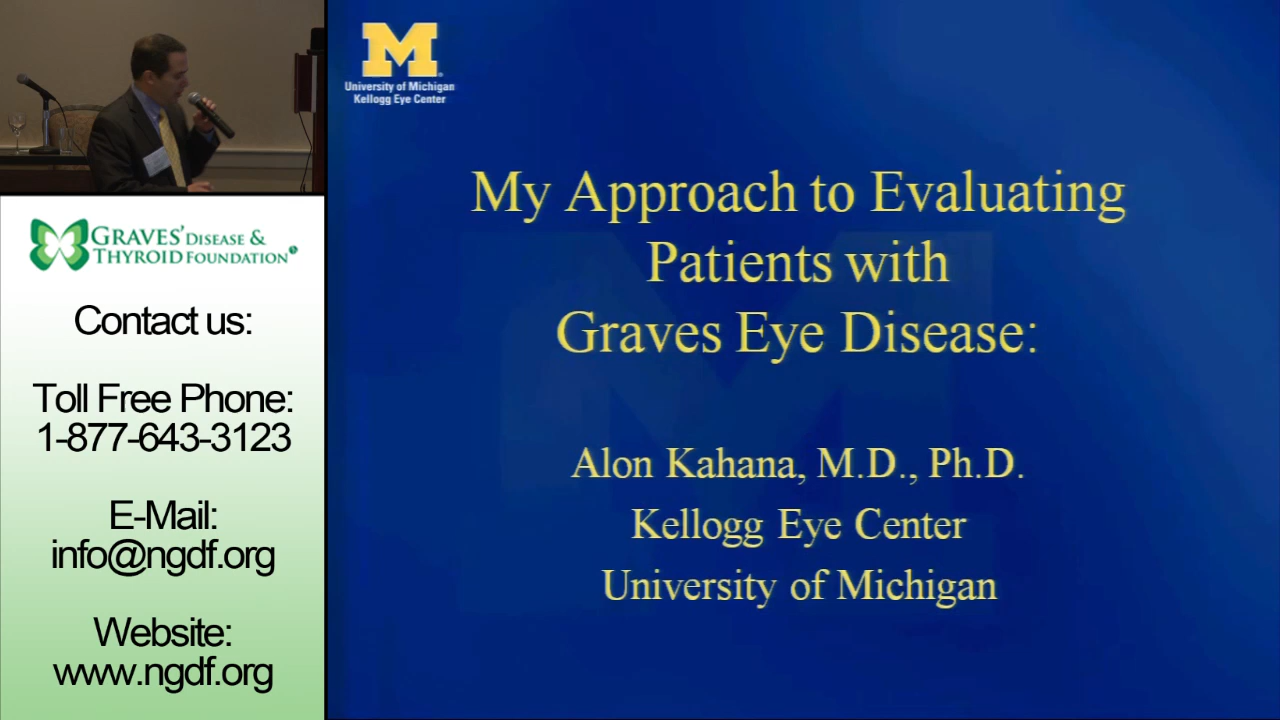 M
University of Michigan
Kellogg Eye Center
GRAVES' DISEASE &
THYROID FOUNDATION
Contact us:
Toll Free Phone:
1-877-643-3123
E-Mail:
info@ngdf.org
Website:
www.ngdf.org
My Approach to Evaluating
Patients with
Graves Eye Disease:
Alon Kahana, M.D., Ph.D.
Kellogg Eye Center
University of Michigan